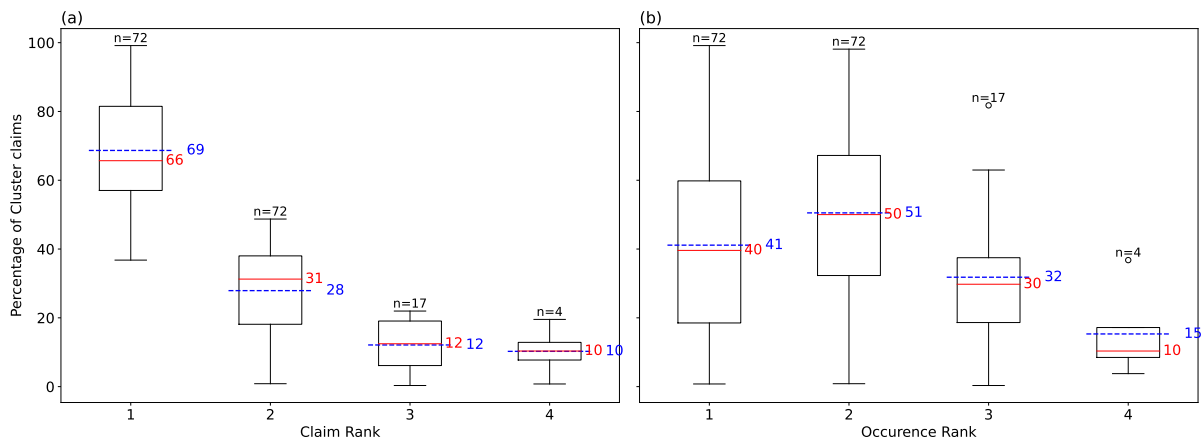 (a)
(b)
Percentage of Cluster claims
100
80
60
40
20
0
n=72
69
66
n=72
31
28
n=17
12
12
n=4
10
10
1
2
3
4
Claim Rank
n=72
41
40
n=72
50
51
n=17
32
30
n=4
15
10
1
2
3
4
Occurence Rank